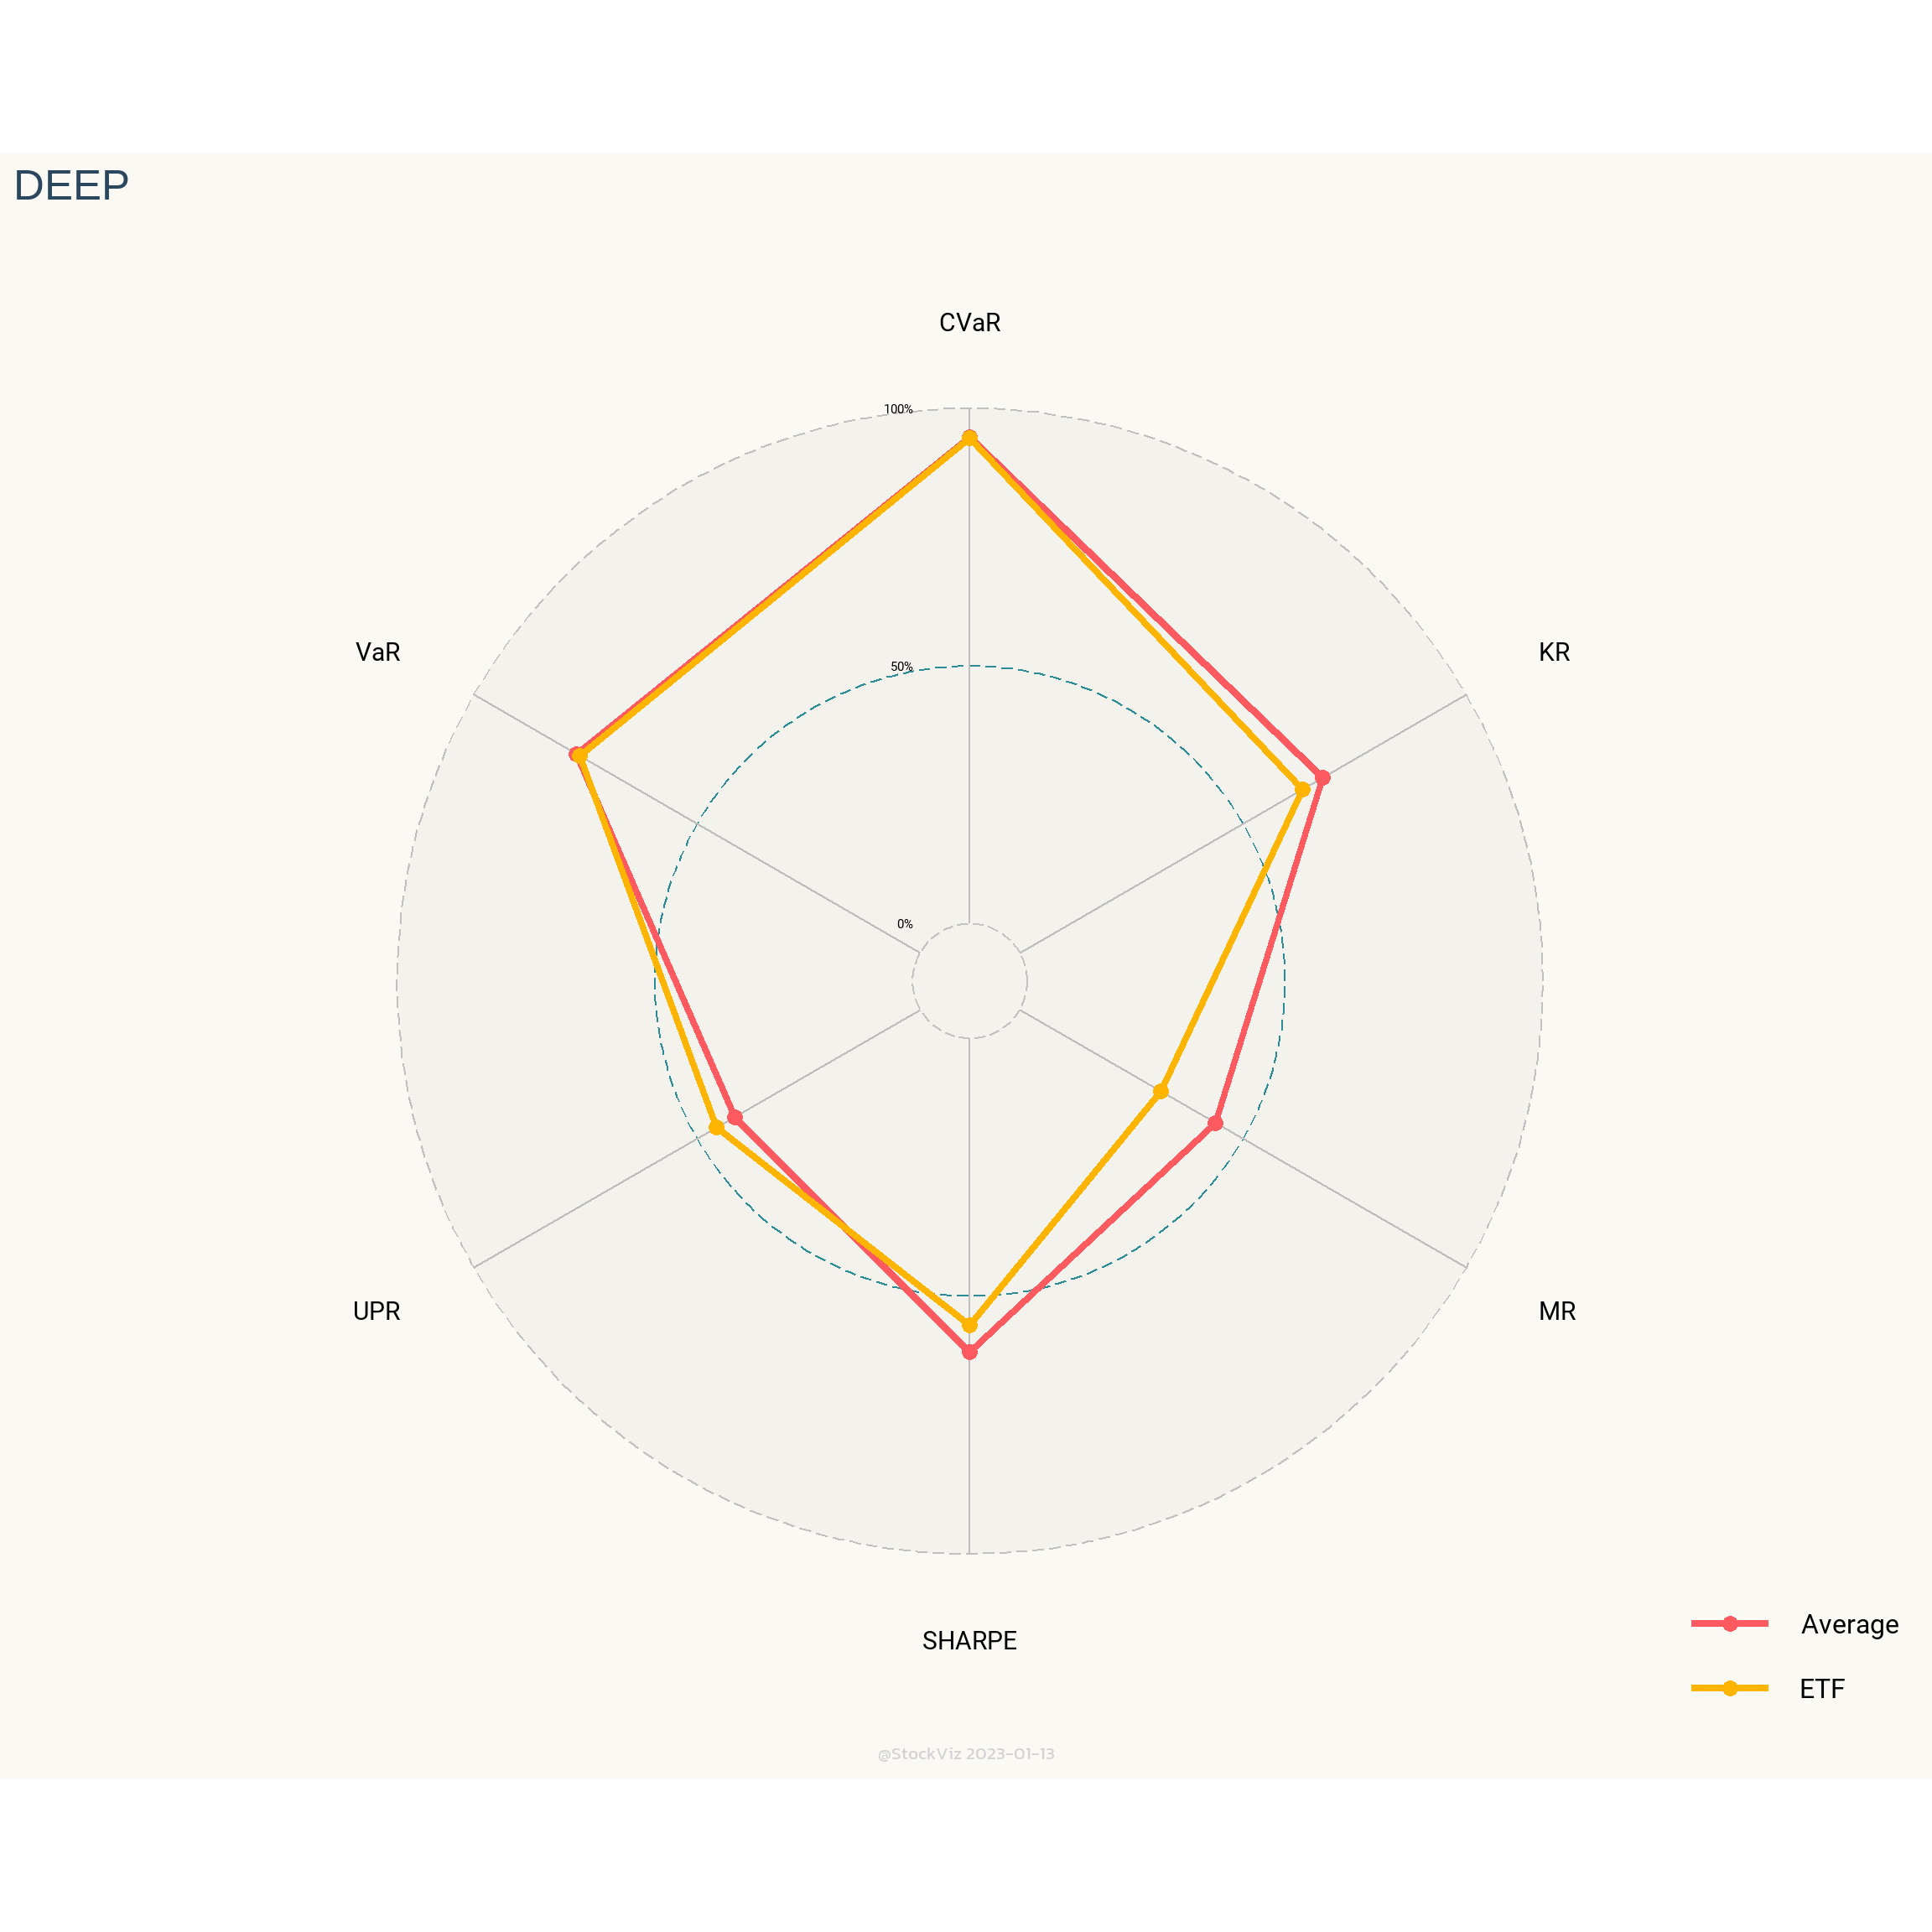 DEEP
CVaR
100%
VaR
KR
50%
0%
UPR
MR
SHARPE
Average
ETF
@StockViz 2023-01-13